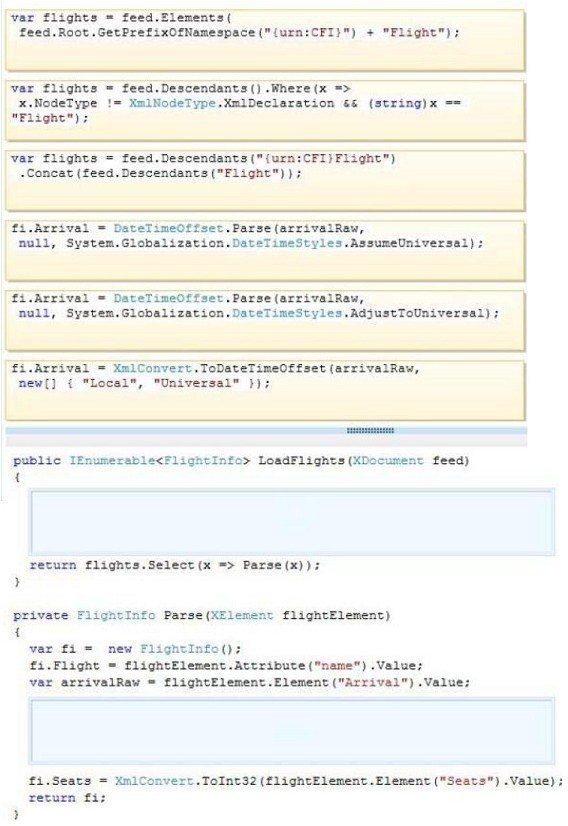 var flights = feed.Elements(
feed.Root.GetPrefixOfNamespace("{urn:CFI}") + "Flight");
var flights = feed.Descendants().Where(x =>
x.NodeType != XmlNodeType.XmlDeclaration && (string)x ==
"Flight");
var flights = feed.Descendants("{urn:CFI}Flight")
.Concat(feed.Descendants("Flight"));
fi.Arrival = DateTimeOffset.Parse(arrivalRaw,
null, System.Globalization.DateTimeStyles.AssumeUniversal);
fi.Arrival = DateTimeOffset.Parse(arrivalRaw,
null, System.Globalization.DateTimeStyles.AdjustToUniversal);
fi.Arrival = XmlConvert.ToDateTimeOffset(arrivalRaw,
new[] { "Local", "Universal" });
public IEnumerable<FlightInfo> LoadFlights(XDocument feed)
{
return flights.Select(x => Parse(x));
}
private FlightInfo Parse(XElement flightElement)
{
var fi = new FlightInfo();
fi.Flight = flightElement.Attribute("name").Value;
var arrivalRaw = flightElement.Element("Arrival").Value;
fi.Seats = XmlConvert.ToInt32(flightElement.Element("Seats").Value);
return fi;
}